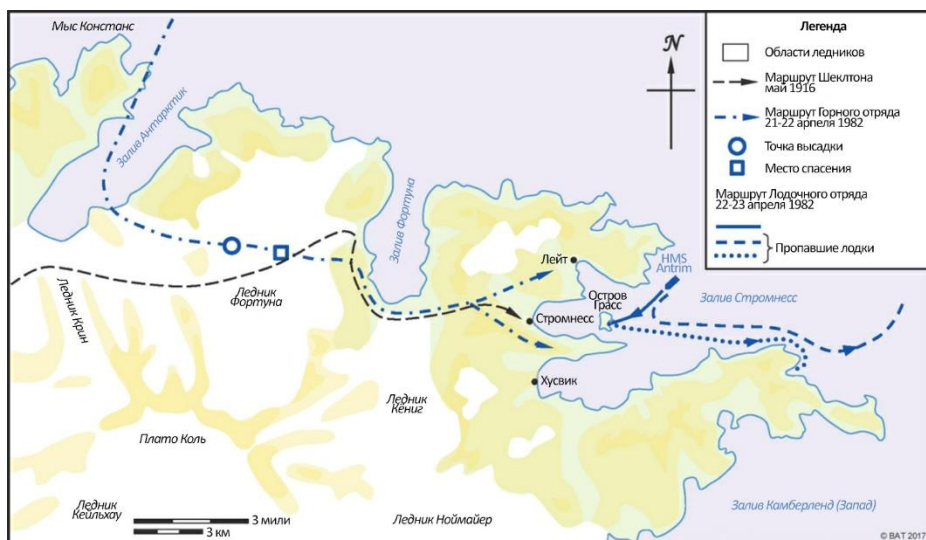 Мыс Констанс
Залив Антарктик
Залив Фортуна
Лейт
HMS
Antrim
Остров
Грасс
Залив Стромнесс
Стромнесс
Хусвик
Ледник Крин
Ледник
Фортуна
Ледник
Кёниг
Плато Коль
Ледник
Кейльхау
Ледник Ноймайер
Залив Камберленд (Запад)
3 мили
3 км
N
Легенда
Области ледников
Маршрут Шеклтона
май 1916
Маршрут Горного отряда
21-22 апреля 1982
Точка высадки
Место спасения
Маршрут Лодочного отряда
22-23 апреля 1982
Пропавшие лодки
© BAT 2017